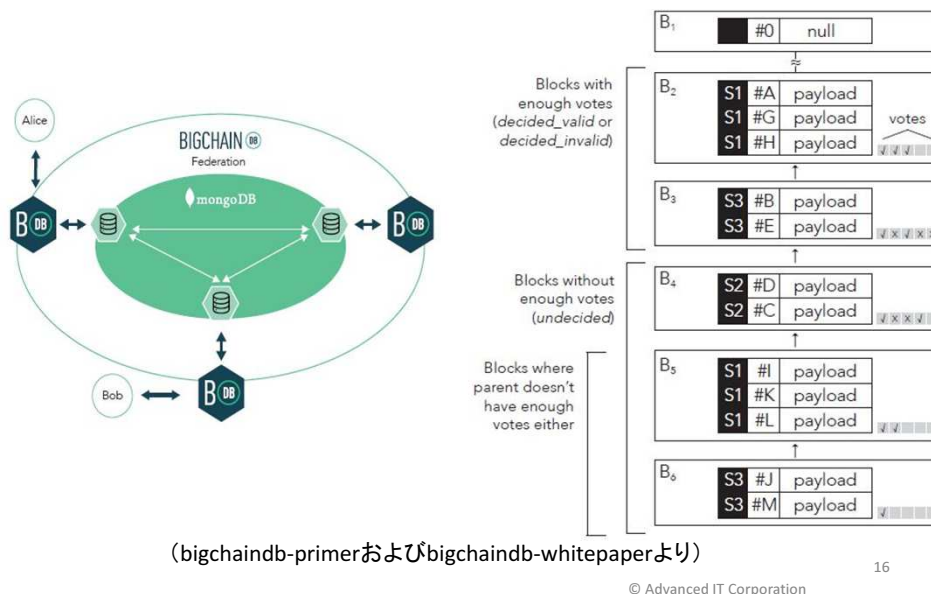 Alice
BIGCHAIN DB
Federation
mongoDB
B DB
B DB
B DB
Bob
Blocks with
enough votes
(decided_valid or
decided_invalid)
Blocks without
enough votes
(undecided)
Blocks where
parent doesn't
have enough
votes either
B1
#0 null
≈
B2
S1 #A payload
S1 #G payload
S1 #H payload
votes
✓ ✓ ✓
↑
B3
S3 #B payload
S3 #E payload
✓ x ✓ x x
↑
B4
S2 #D payload
S2 #C payload
✓ x x ✓
↑
B5
S1 #I payload
S1 #K payload
S1 #L payload
✓ ✓
↑
B6
S3 #J payload
S3 #M payload
✓
（bigchaindb-primerおよびbigchaindb-whitepaperより）
16
© Advanced IT Corporation